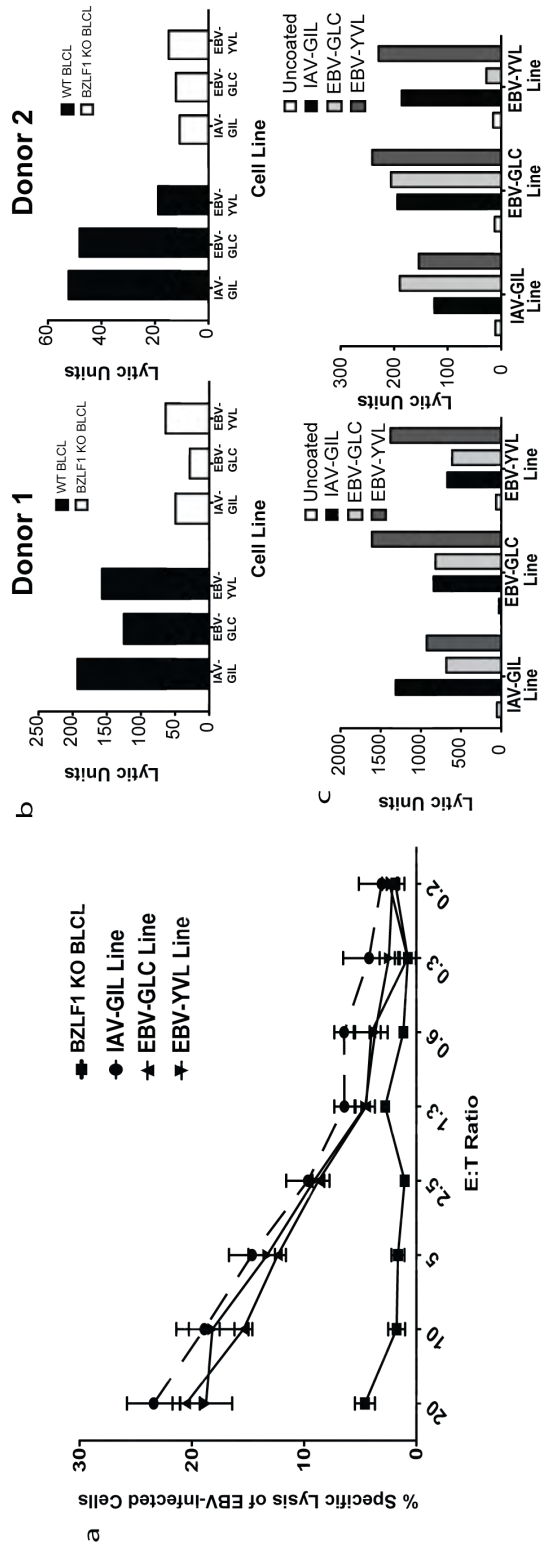 a
% Specific Lysis of EBV-Infected Cells
30
20
10
0
20
10
5
2.5
1.3
0.6
0.3
0.2
E:T Ratio
BZLF1 KO BLCL
IAV-GIL Line
EBV-GLC Line
EBV-YVL Line
b
Donor 1
Lytic Units
250
200
150
100
50
0
WT BLCL
BZLF1 KO BLCL
IAV-
GIL
EBV-
GLC
EBV-
YVL
IAV-
GIL
EBV-
GLC
EBV-
YVL
Cell Line
Donor 2
Lytic Units
60
40
20
0
WT BLCL
BZLF1 KO BLCL
IAV-
GIL
EBV-
GLC
EBV-
YVL
IAV-
GIL
EBV-
GLC
EBV-
YVL
Cell Line
c
Lytic Units
2000
1500
1000
5000
0
Uncoated
IAV-GIL
EBV-GLC
EBV-YVL
IAV-GIL
Line
EBV-GLC
Line
EBV-YVL
Line
Lytic Units
300
200
100
0
Uncoated
IAV-GIL
EBV-GLC
EBV-YVL
IAV-GIL
Line
EBV-GLC
Line
EBV-YVL
Line